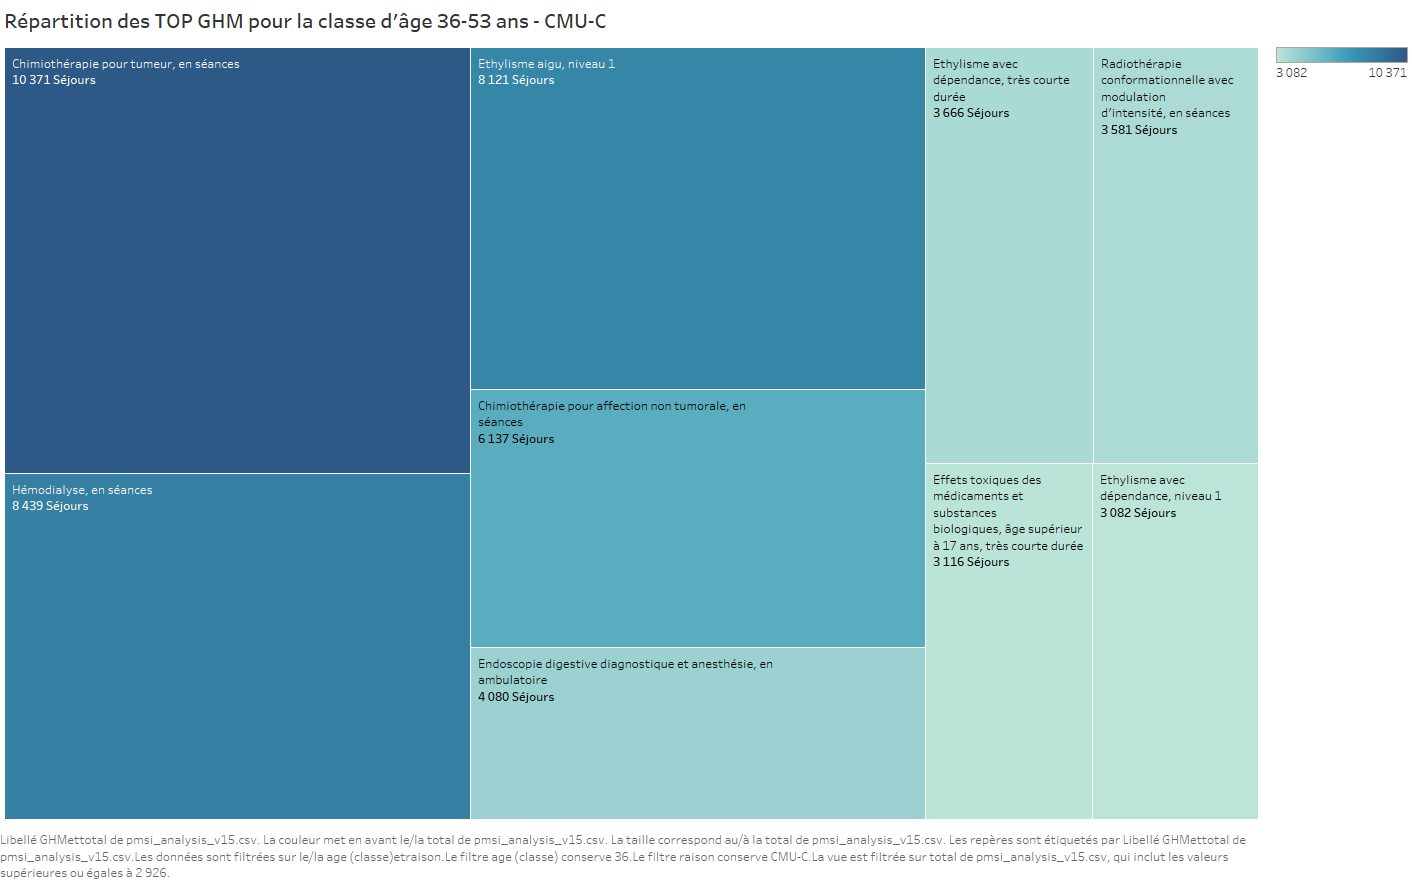 Répartition des TOP GHM pour la classe d’âge 36-53 ans - CMU-C
Chimiothérapie pour tumeur, en séances
10 371 Séjours
Hémodialyse, en séances
8 439 Séjours
Ethylisme aigu, niveau 1
8 121 Séjours
Chimiothérapie pour affection non tumorale, en
séances
6 137 Séjours
Endoscopie digestive diagnostique et anesthésie, en
ambulatoire
4 080 Séjours
Ethylisme avec
dépendance, très courte
durée
3 666 Séjours
Radiothérapie
conformationnelle avec
modulation
d’intensité, en séances
3 581 Séjours
Effets toxiques des
médicaments et
substances
biologiques, âge supérieur
à 17 ans, très courte durée
3 116 Séjours
Ethylisme avec
dépendance, niveau 1
3 082 Séjours
3 082
10 371
Libellé GHMettotal de pmsi_analysis_v15.csv. La couleur met en avant le/la total de pmsi_analysis_v15.csv. La taille correspond au/à la total de pmsi_analysis_v15.csv. Les repères sont étiquetés par Libellé GHMettotal de
pmsi_analysis_v15.csv.Les données sont filtrées sur le/la age (classe)etraison.Le filtre age (classe) conserve 36.Le filtre raison conserve CMU-C.La vue est filtrée sur total de pmsi_analysis_v15.csv, qui inclut les valeurs
supérieures ou égales à 2 926.